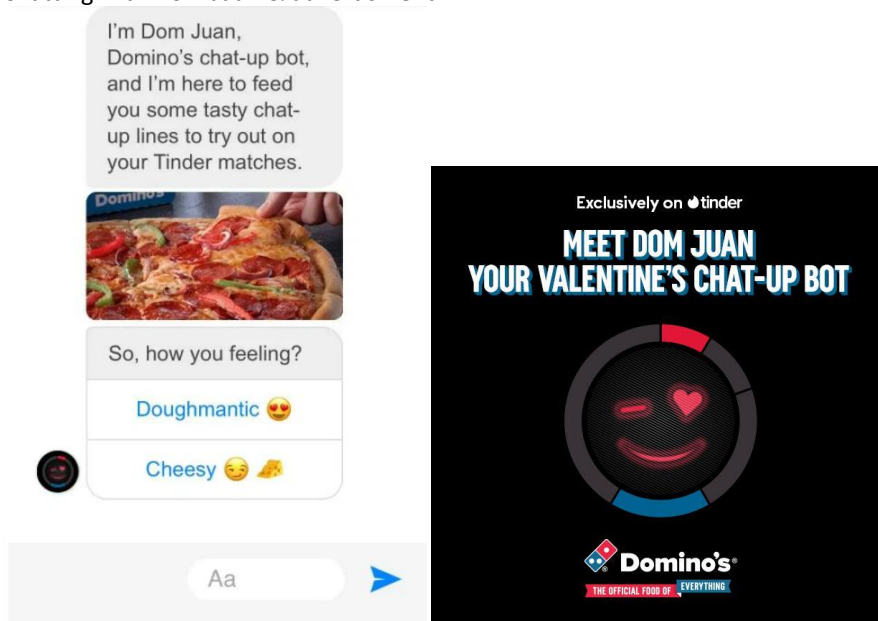 I'm Dom Juan,
Domino's chat-up bot,
and I'm here to feed
you some tasty chat-
up lines to try out on
your Tinder matches.
Domino's
So, how you feeling?
Doughmantic 😍
Cheesy 😏 🧀
Aa
Exclusively on tinder
MEET DOM JUAN
YOUR VALENTINE'S CHAT-UP BOT
Domino's®
THE OFFICIAL FOOD OF EVERYTHING